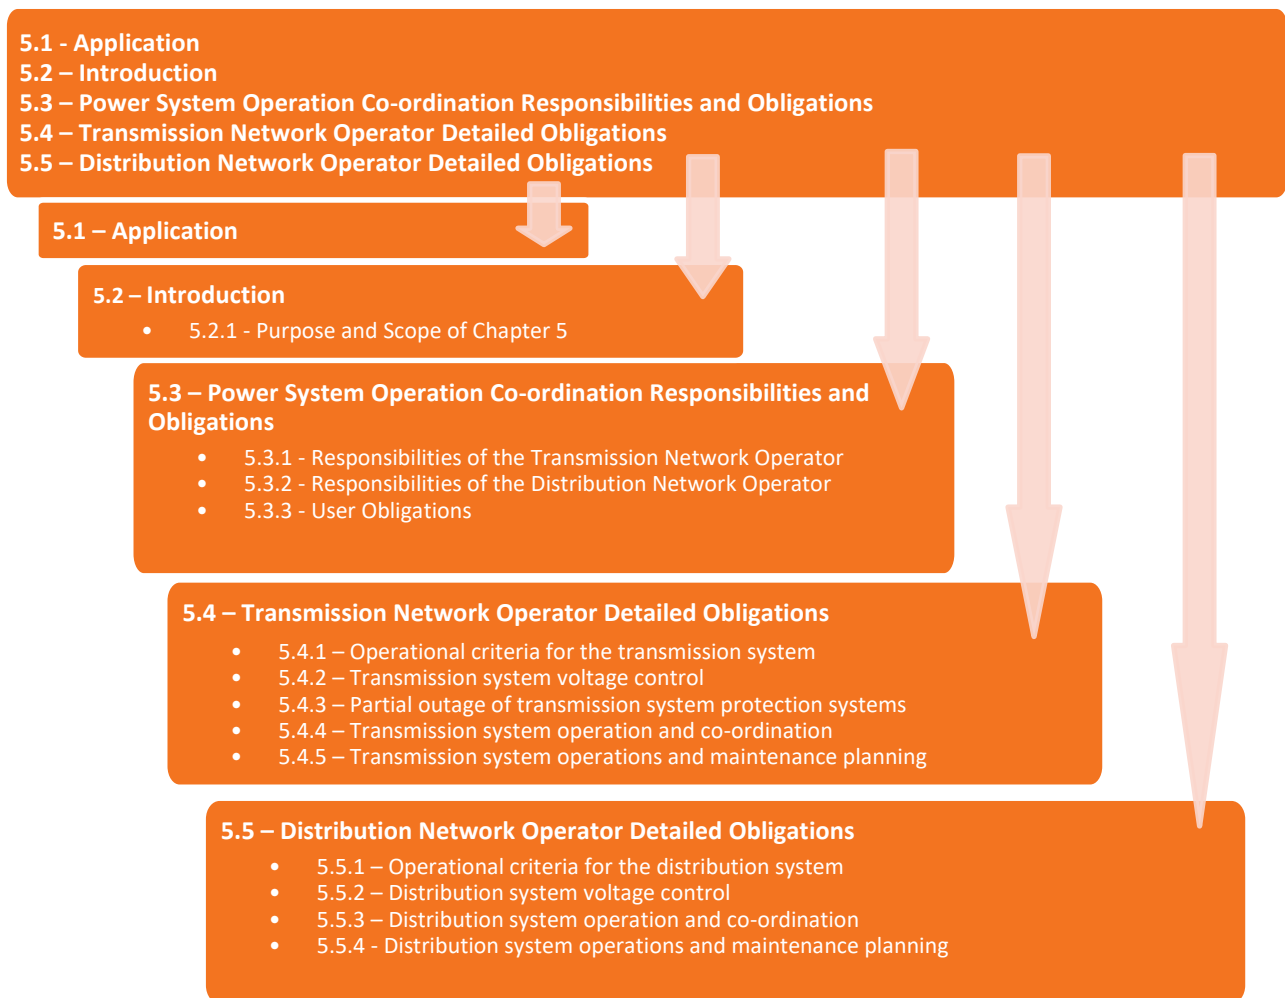 5.1 - Application
5.2 – Introduction
5.3 – Power System Operation Co-ordination Responsibilities and Obligations
5.4 – Transmission Network Operator Detailed Obligations
5.5 – Distribution Network Operator Detailed Obligations
5.1 – Application
5.2 – Introduction
• 5.2.1 - Purpose and Scope of Chapter 5
5.3 – Power System Operation Co-ordination Responsibilities and
Obligations
• 5.3.1 - Responsibilities of the Transmission Network Operator
• 5.3.2 - Responsibilities of the Distribution Network Operator
• 5.3.3 - User Obligations
5.4 – Transmission Network Operator Detailed Obligations
• 5.4.1 – Operational criteria for the transmission system
• 5.4.2 – Transmission system voltage control
• 5.4.3 – Partial outage of transmission system protection systems
• 5.4.4 – Transmission system operation and co-ordination
• 5.4.5 – Transmission system operations and maintenance planning
5.5 – Distribution Network Operator Detailed Obligations
• 5.5.1 – Operational criteria for the distribution system
• 5.5.2 – Distribution system voltage control
• 5.5.3 – Distribution system operation and co-ordination
• 5.5.4 - Distribution system operations and maintenance planning